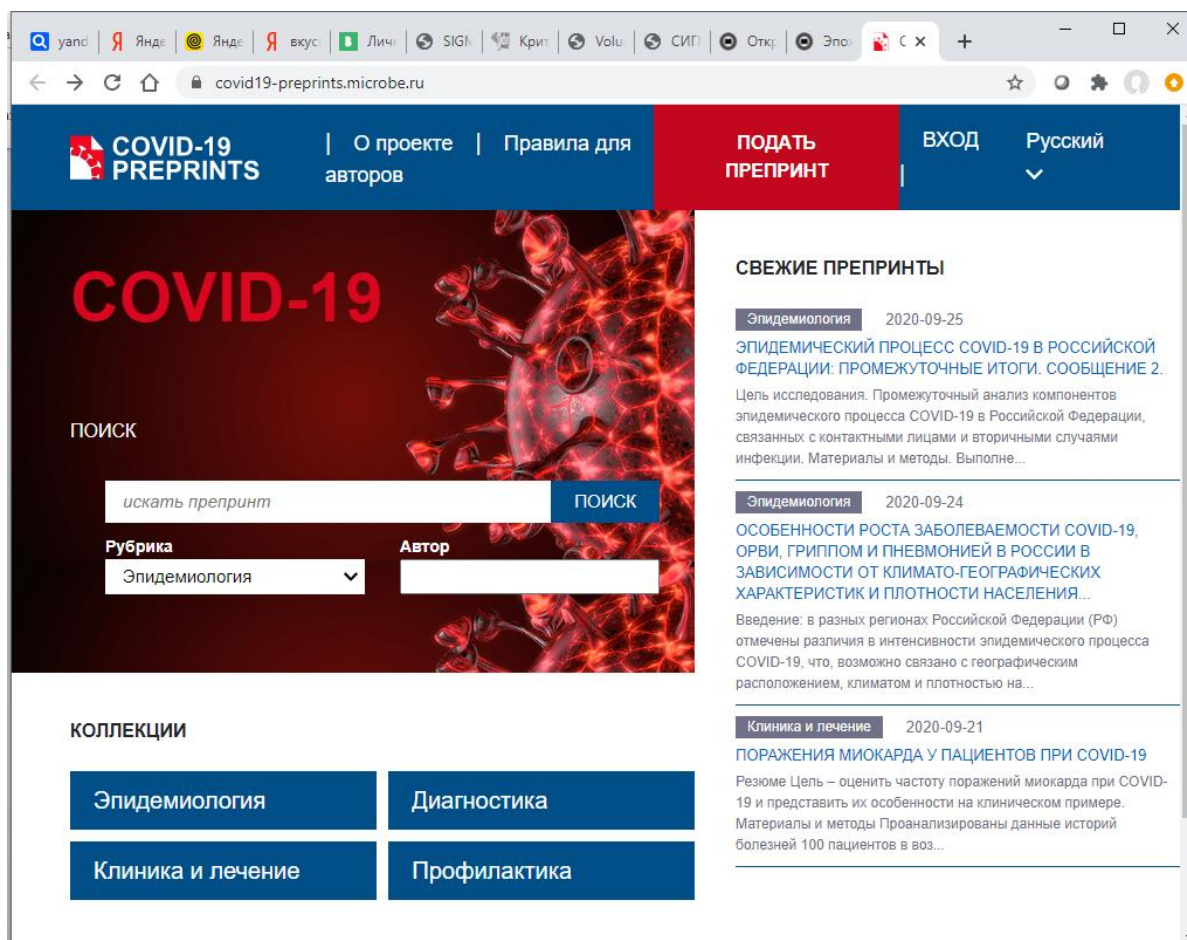 yand Яндe Яндe вкус Личн SIGN Крит Volu СИГI Откр Эпох С
covid19-preprints.microbe.ru
COVID-19
PREPRINTS
| О проекте | Правила для
авторов
ПОДАТЬ
ПРЕПРИНТ
ВХОД
|
Русский
COVID-19
ПОИСК
искать препринт ПОИСК
Рубрика Автор
Эпидемиология
КОЛЛЕКЦИИ
Эпидемиология Диагностика
Клиника и лечение Профилактика
СВЕЖИЕ ПРЕПРИНТЫ
Эпидемиология 2020-09-25
ЭПИДЕМИЧЕСКИЙ ПРОЦЕСС COVID-19 В РОССИЙСКОЙ
ФЕДЕРАЦИИ: ПРОМЕЖУТОЧНЫЕ ИТОГИ. СООБЩЕНИЕ 2.
Цель исследования. Промежуточный анализ компонентов
эпидемического процесса COVID-19 в Российской Федерации,
связанных с контактными лицами и вторичными случаями
инфекции. Материалы и методы. Выполне...
Эпидемиология 2020-09-24
ОСОБЕННОСТИ РОСТА ЗАБОЛЕВАЕМОСТИ COVID-19,
ОРВИ, ГРИППОМ И ПНЕВМОНИЕЙ В РОССИИ В
ЗАВИСИМОСТИ ОТ КЛИМАТО-ГЕОГРАФИЧЕСКИХ
ХАРАКТЕРИСТИК И ПЛОТНОСТИ НАСЕЛЕНИЯ...
Введение: в разных регионах Российской Федерации (РФ)
отмечены различия в интенсивности эпидемического процесса
COVID-19, что, возможно связано с географическим
расположением, климатом и плотностью на...
Клиника и лечение 2020-09-21
ПОРАЖЕНИЯ МИОКАРДА У ПАЦИЕНТОВ ПРИ COVID-19
Резюме Цель – оценить частоту поражений миокарда при COVID-
19 и представить их особенности на клиническом примере.
Материалы и методы Проанализированы данные историй
болезней 100 пациентов в воз...